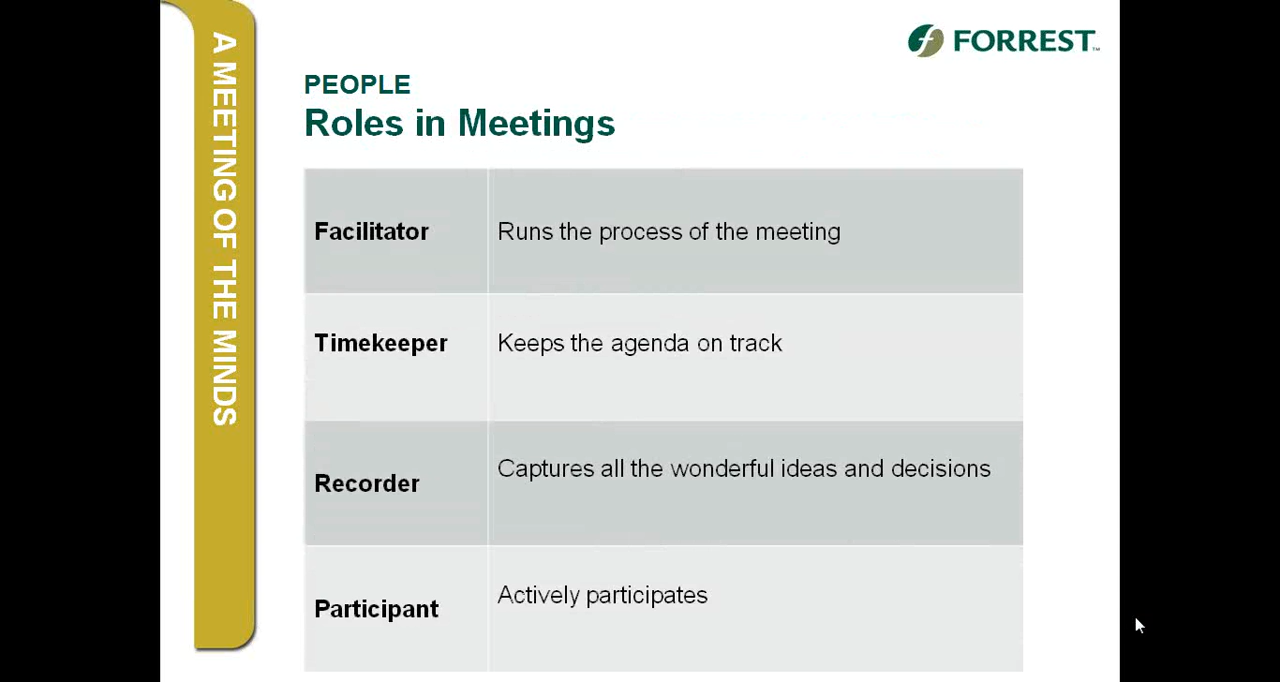 A MEETING OF THE MINDS
FORREST™
PEOPLE
Roles in Meetings
Facilitator
Runs the process of the meeting
Timekeeper
Keeps the agenda on track
Recorder
Captures all the wonderful ideas and decisions
Participant
Actively participates